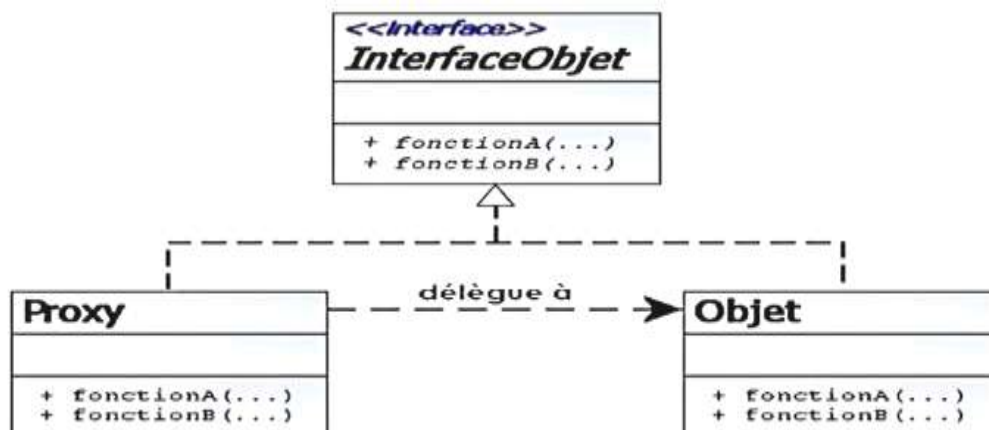 <<Interface>>
InterfaceObjet
+ fonctionA(...)
+ fonctionB(...)
délègue à
Proxy
+ fonctionA(...)
+ fonctionB(...)
Objet
+ fonctionA(...)
+ fonctionB(...)